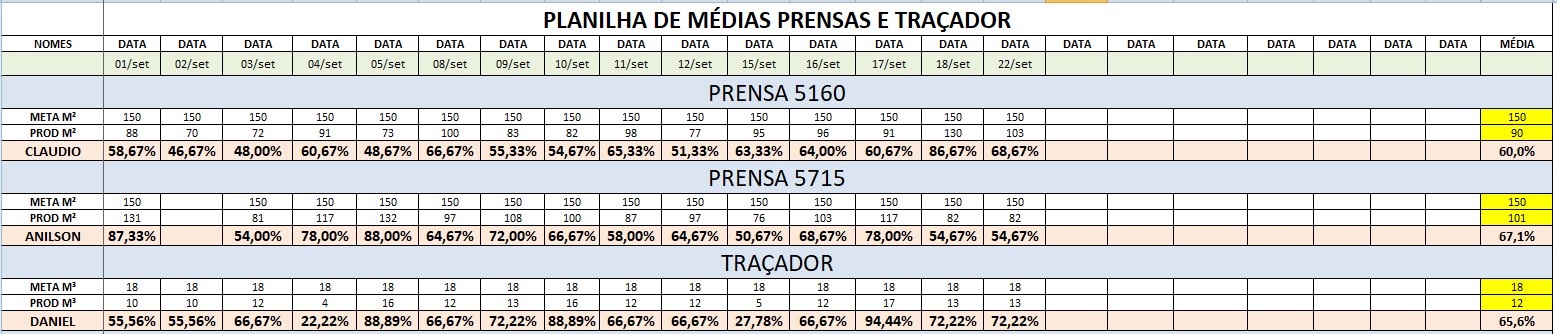 PLANILHA DE MÉDIAS PRENSAS E TRAÇADOR
NOMES DATA DATA DATA DATA DATA DATA DATA DATA DATA DATA DATA DATA DATA DATA DATA DATA DATA DATA DATA DATA DATA DATA MÉDIA
01/set 02/set 03/set 04/set 05/set 08/set 09/set 10/set 11/set 12/set 15/set 16/set 17/set 18/set 22/set
PRENSA 5160
META M² 150 150 150 150 150 150 150 150 150 150 150 150 150 150 150 150
PROD M² 88 70 72 91 73 100 83 82 98 77 95 96 91 130 103 90
CLAUDIO 58,67% 46,67% 48,00% 60,67% 48,67% 66,67% 55,33% 54,67% 65,33% 51,33% 63,33% 64,00% 60,67% 86,67% 68,67% 60,0%
PRENSA 5715
META M² 150 150 150 150 150 150 150 150 150 150 150 150 150 150 150
PROD M² 131 81 117 132 97 108 100 87 97 76 103 117 82 82 101
ANILSON 87,33% 54,00% 78,00% 88,00% 64,67% 72,00% 66,67% 58,00% 64,67% 50,67% 68,67% 78,00% 54,67% 54,67% 67,1%
TRAÇADOR
META M³ 18 18 18 18 18 18 18 18 18 18 18 18 18 18 18 18
PROD M³ 10 10 12 4 16 12 13 16 12 12 5 12 17 13 13 12
DANIEL 55,56% 55,56% 66,67% 22,22% 88,89% 66,67% 72,22% 88,89% 66,67% 66,67% 27,78% 66,67% 94,44% 72,22% 72,22% 65,6%